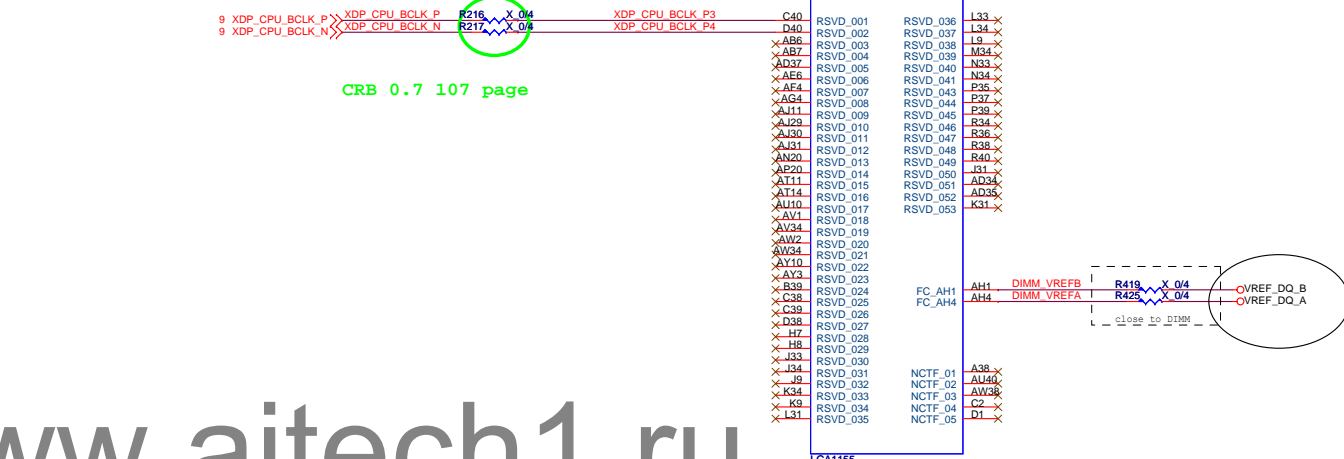 9 XDP_CPU_BCLK_P XDP_CPU_BCLK_P R216 X_0/4 XDP_CPU_BCLK_P3 C40 RSVD_001 RSVD_036 L33
9 XDP_CPU_BCLK_N XDP_CPU_BCLK_N R217 X_0/4 XDP_CPU_BCLK_P4 D40 RSVD_002 RSVD_037 L34
AB6 RSVD_003 RSVD_038 L9
AB7 RSVD_004 RSVD_039 M34
AD37 RSVD_005 RSVD_040 N33
AE6 RSVD_006 RSVD_041 N34
CRB 0.7 107 page
AF4 RSVD_007 RSVD_043 P35
AG4 RSVD_008 RSVD_044 P37
AJ11 RSVD_009 RSVD_045 P39
AJ29 RSVD_010 RSVD_046 R34
AJ30 RSVD_011 RSVD_047 R36
AJ31 RSVD_012 RSVD_048 R38
AN20 RSVD_013 RSVD_049 R40
AP20 RSVD_014 RSVD_050 J31
AT11 RSVD_015 RSVD_051 AD34
AT14 RSVD_016 RSVD_052 AD35
AU10 RSVD_017 RSVD_053 K31
AV1 RSVD_018
AV34 RSVD_019
AW2 RSVD_020
AW34 RSVD_021
AY10 RSVD_022
AY3 RSVD_023
B39 RSVD_024 FC_AH1 AH1 DIMM_VREFB R419 X_0/4 VREF_DQ_B
C38 RSVD_025 FC_AH4 AH4 DIMM_VREFA R425 X_0/4 VREF_DQ_A
C39 RSVD_026
close to DIMM
D38 RSVD_027
H7 RSVD_028
H8 RSVD_029
J33 RSVD_030
J34 RSVD_031 NCTF_01 A38
J9 RSVD_032 NCTF_02 AU40
K34 RSVD_033 NCTF_03 AW38
K9 RSVD_034 NCTF_04 C2
L31 RSVD_035 NCTF_05 D1
ww.aitech1.ru
LGA1155